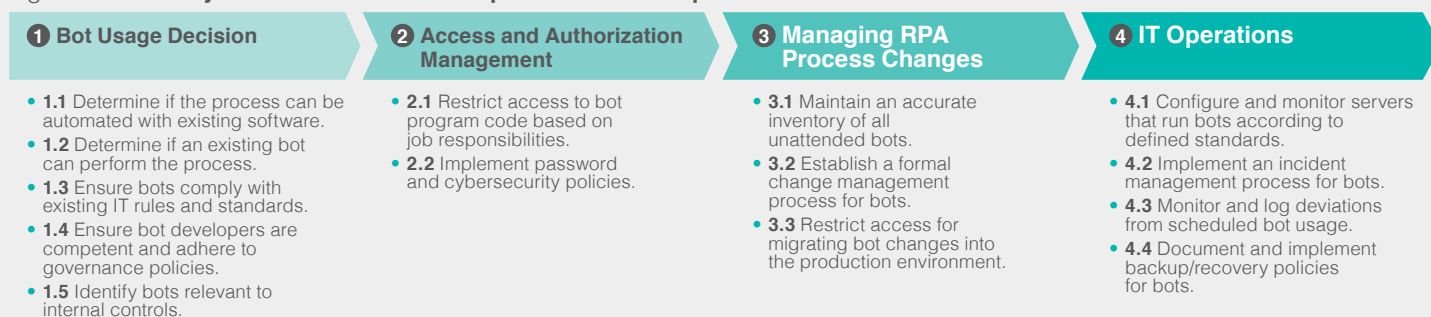 1 Bot Usage Decision
• 1.1 Determine if the process can be
automated with existing software.
• 1.2 Determine if an existing bot
can perform the process.
• 1.3 Ensure bots comply with
existing IT rules and standards.
• 1.4 Ensure bot developers are
competent and adhere to
governance policies.
• 1.5 Identify bots relevant to
internal controls.
2 Access and Authorization
Management
• 2.1 Restrict access to bot
program code based on
job responsibilities.
• 2.2 Implement password
and cybersecurity policies.
3 Managing RPA
Process Changes
• 3.1 Maintain an accurate
inventory of all
unattended bots.
• 3.2 Establish a formal
change management
process for bots.
• 3.3 Restrict access for
migrating bot changes into
the production environment.
4 IT Operations
• 4.1 Configure and monitor servers
that run bots according to
defined standards.
• 4.2 Implement an incident
management process for bots.
• 4.3 Monitor and log deviations
from scheduled bot usage.
• 4.4 Document and implement
backup/recovery policies
for bots.